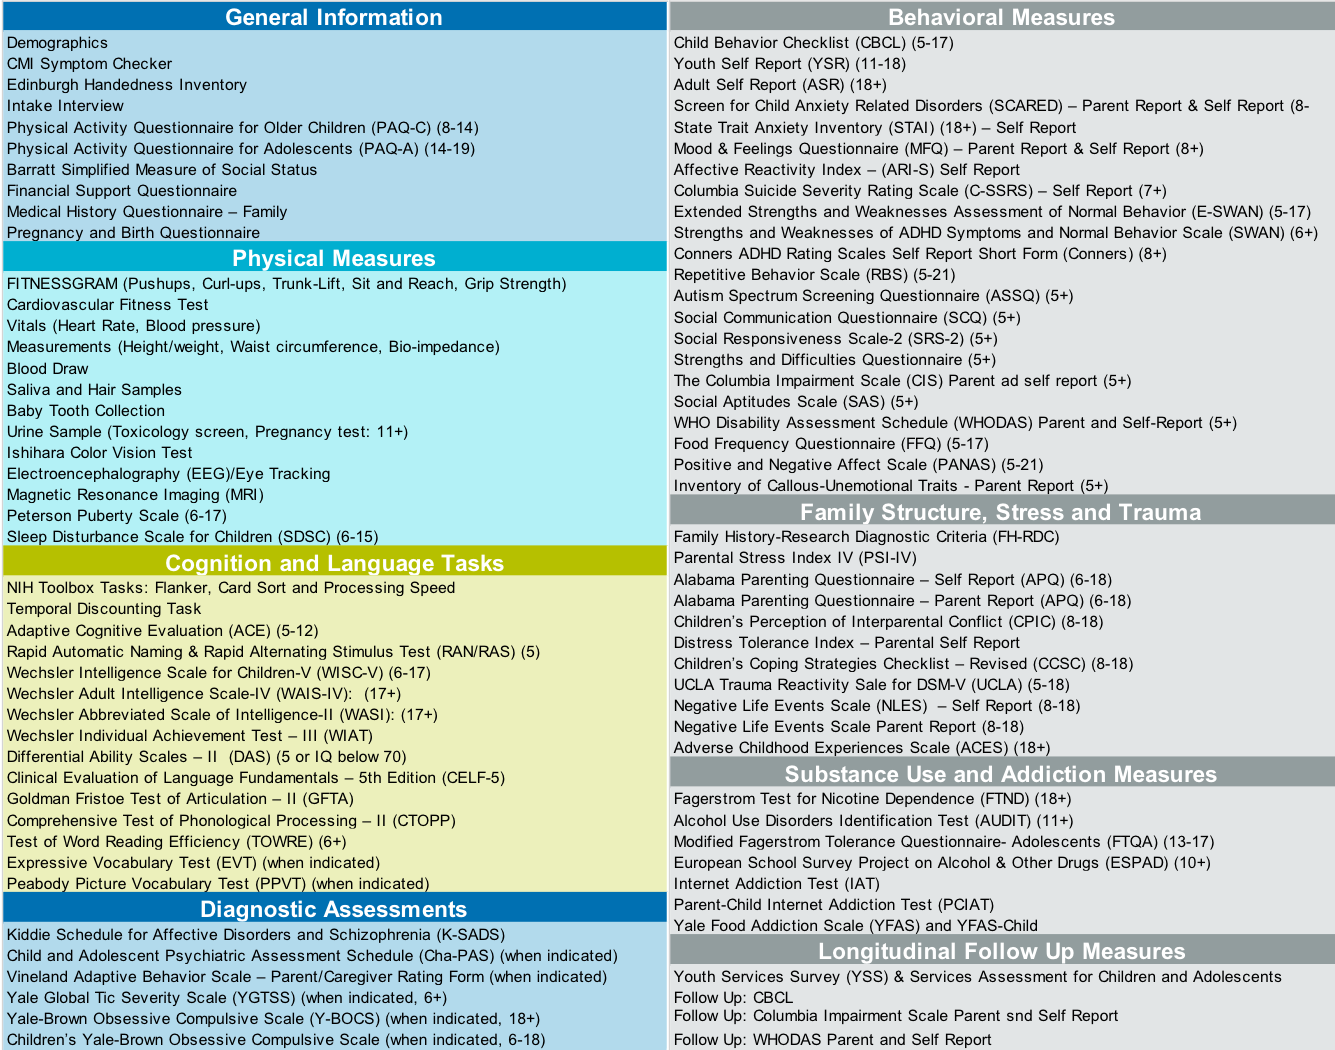 General Information
Demographics
CMI Symptom Checker
Edinburgh Handedness Inventory
Intake Interview
Physical Activity Questionnaire for Older Children (PAQ-C) (8-14)
Physical Activity Questionnaire for Adolescents (PAQ-A) (14-19)
Barratt Simplified Measure of Social Status
Financial Support Questionnaire
Medical History Questionnaire – Family
Pregnancy and Birth Questionnaire
Physical Measures
FITNESSGRAM (Pushups, Curl-ups, Trunk-Lift, Sit and Reach, Grip Strength)
Cardiovascular Fitness Test
Vitals (Heart Rate, Blood pressure)
Measurements (Height/weight, Waist circumference, Bio-impedance)
Blood Draw
Saliva and Hair Samples
Baby Tooth Collection
Urine Sample (Toxicology screen, Pregnancy test: 11+)
Ishihara Color Vision Test
Electroencephalography (EEG)/Eye Tracking
Magnetic Resonance Imaging (MRI)
Peterson Puberty Scale (6-17)
Sleep Disturbance Scale for Children (SDSC) (6-15)
Cognition and Language Tasks
NIH Toolbox Tasks: Flanker, Card Sort and Processing Speed
Temporal Discounting Task
Adaptive Cognitive Evaluation (ACE) (5-12)
Rapid Automatic Naming & Rapid Alternating Stimulus Test (RAN/RAS) (5)
Wechsler Intelligence Scale for Children-V (WISC-V) (6-17)
Wechsler Adult Intelligence Scale-IV (WAIS-IV):  (17+)
Wechsler Abbreviated Scale of Intelligence-II (WASI): (17+)
Wechsler Individual Achievement Test – III (WIAT)
Differential Ability Scales – II  (DAS) (5 or IQ below 70)
Clinical Evaluation of Language Fundamentals – 5th Edition (CELF-5)
Goldman Fristoe Test of Articulation – II (GFTA)
Comprehensive Test of Phonological Processing – II (CTOPP)
Test of Word Reading Efficiency (TOWRE) (6+)
Expressive Vocabulary Test (EVT) (when indicated)
Peabody Picture Vocabulary Test (PPVT) (when indicated)
Diagnostic Assessments
Kiddie Schedule for Affective Disorders and Schizophrenia (K-SADS)
Child and Adolescent Psychiatric Assessment Schedule (Cha-PAS) (when indicated)
Vineland Adaptive Behavior Scale – Parent/Caregiver Rating Form (when indicated)
Yale Global Tic Severity Scale (YGTSS) (when indicated, 6+)
Yale-Brown Obsessive Compulsive Scale (Y-BOCS) (when indicated, 18+)
Children's Yale-Brown Obsessive Compulsive Scale (when indicated, 6-18)
Behavioral Measures
Child Behavior Checklist (CBCL) (5-17)
Youth Self Report (YSR) (11-18)
Adult Self Report (ASR) (18+)
Screen for Child Anxiety Related Disorders (SCARED) – Parent Report & Self Report (8-
State Trait Anxiety Inventory (STAI) (18+) – Self Report
Mood & Feelings Questionnaire (MFQ) – Parent Report & Self Report (8+)
Affective Reactivity Index – (ARI-S) Self Report
Columbia Suicide Severity Rating Scale (C-SSRS) – Self Report (7+)
Extended Strengths and Weaknesses Assessment of Normal Behavior (E-SWAN) (5-17)
Strengths and Weaknesses of ADHD Symptoms and Normal Behavior Scale (SWAN) (6+)
Conners ADHD Rating Scales Self Report Short Form (Conners) (8+)
Repetitive Behavior Scale (RBS) (5-21)
Autism Spectrum Screening Questionnaire (ASSQ) (5+)
Social Communication Questionnaire (SCQ) (5+)
Social Responsiveness Scale-2 (SRS-2) (5+)
Strengths and Difficulties Questionnaire (5+)
The Columbia Impairment Scale (CIS) Parent ad self report (5+)
Social Aptitudes Scale (SAS) (5+)
WHO Disability Assessment Schedule (WHODAS) Parent and Self-Report (5+)
Food Frequency Questionnaire (FFQ) (5-17)
Positive and Negative Affect Scale (PANAS) (5-21)
Inventory of Callous-Unemotional Traits - Parent Report (5+)
Family Structure, Stress and Trauma
Family History-Research Diagnostic Criteria (FH-RDC)
Parental Stress Index IV (PSI-IV)
Alabama Parenting Questionnaire – Self Report (APQ) (6-18)
Alabama Parenting Questionnaire – Parent Report (APQ) (6-18)
Children's Perception of Interparental Conflict (CPIC) (8-18)
Distress Tolerance Index – Parental Self Report
Children's Coping Strategies Checklist – Revised (CCSC) (8-18)
UCLA Trauma Reactivity Sale for DSM-V (UCLA) (5-18)
Negative Life Events Scale (NLES)  – Self Report (8-18)
Negative Life Events Scale Parent Report (8-18)
Adverse Childhood Experiences Scale (ACES) (18+)
Substance Use and Addiction Measures
Fagerstrom Test for Nicotine Dependence (FTND) (18+)
Alcohol Use Disorders Identification Test (AUDIT) (11+)
Modified Fagerstrom Tolerance Questionnaire- Adolescents (FTQA) (13-17)
European School Survey Project on Alcohol & Other Drugs (ESPAD) (10+)
Internet Addiction Test (IAT)
Parent-Child Internet Addiction Test (PCIAT)
Yale Food Addiction Scale (YFAS) and YFAS-Child
Longitudinal Follow Up Measures
Youth Services Survey (YSS) & Services Assessment for Children and Adolescents
Follow Up: CBCL
Follow Up: Columbia Impairment Scale Parent snd Self Report
Follow Up: WHODAS Parent and Self Report